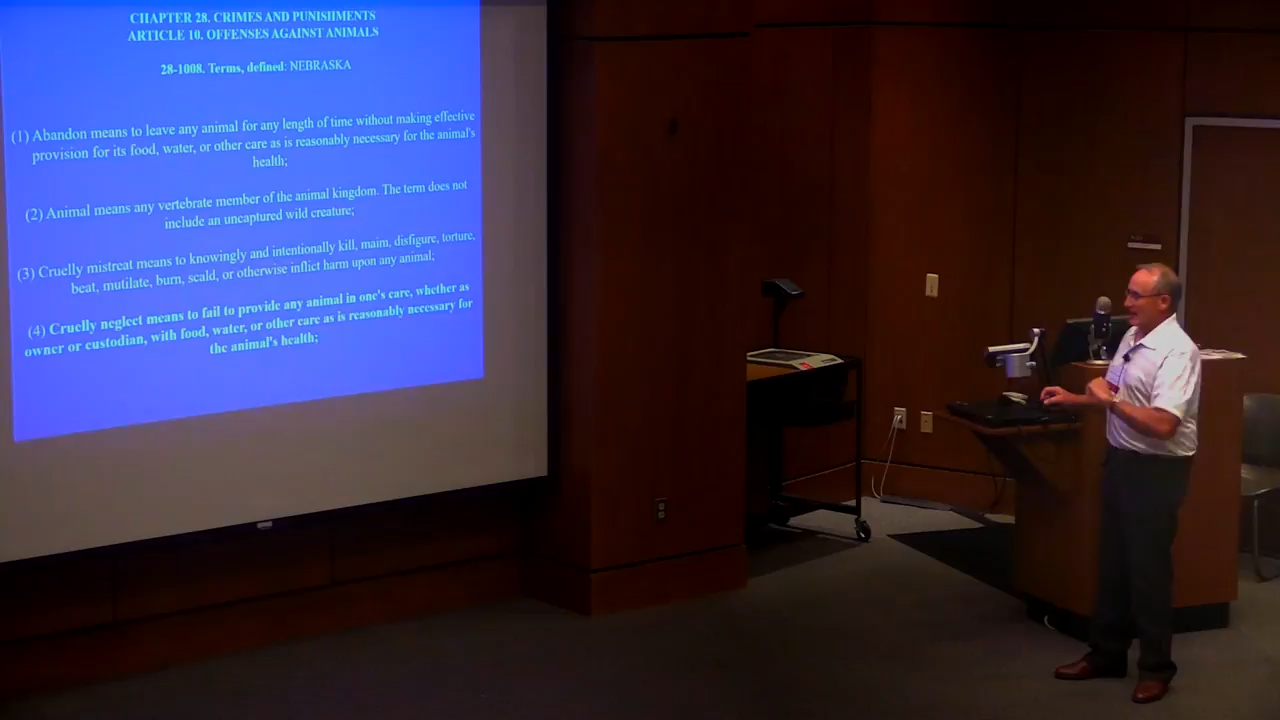 CHAPTER 28. CRIMES AND PUNISHMENTS
ARTICLE 10. OFFENSES AGAINST ANIMALS
28-1008. Terms, defined: NEBRASKA
(1) Abandon means to leave any animal for any length of time without making effective
provision for its food, water, or other care as is reasonably necessary for the animal's
health;
(2) Animal means any vertebrate member of the animal kingdom. The term does not
include an uncaptured wild creature;
(3) Cruelly mistreat means to knowingly and intentionally kill, maim, disfigure, torture,
beat, mutilate, burn, scald, or otherwise inflict harm upon any animal;
(4) Cruelly neglect means to fail to provide any animal in one's care, whether as
owner or custodian, with food, water, or other care as is reasonably necessary for
the animal's health;